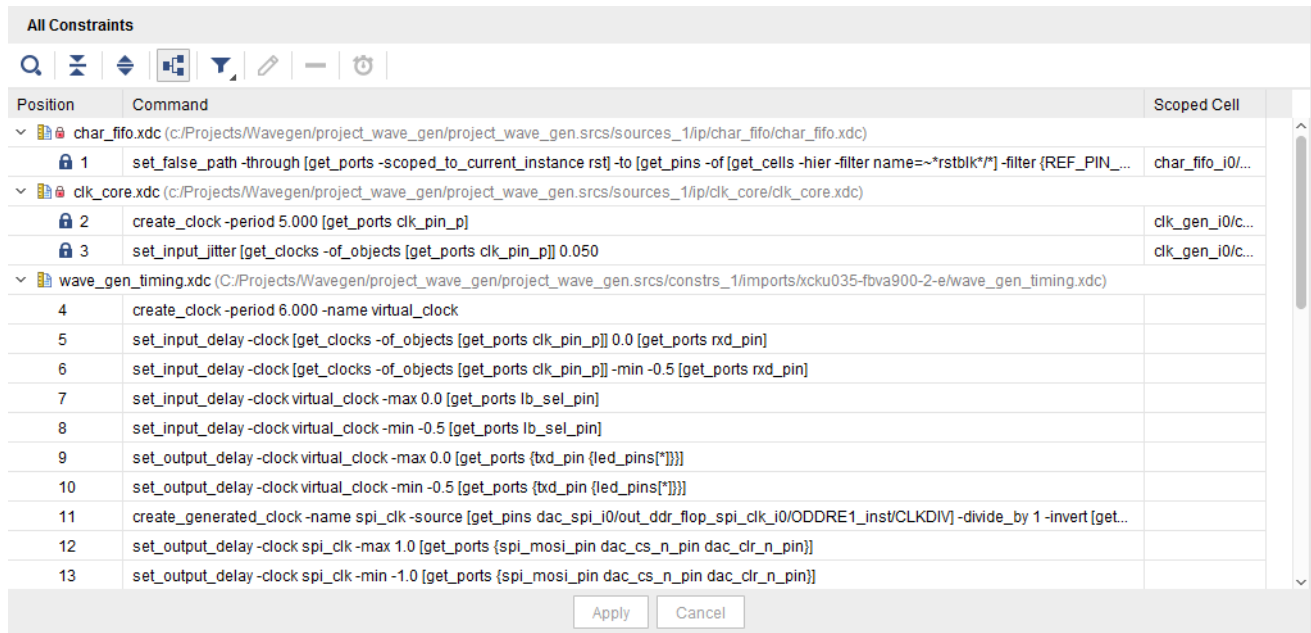 All Constraints
Position Command Scoped Cell
char_fifo.xdc (c:/Projects/Wavegen/project_wave_gen/project_wave_gen.srcs/sources_1/ip/char_fifo/char_fifo.xdc)
1 set_false_path -through [get_ports -scoped_to_current_instance rst] -to [get_pins -of [get_cells -hier -filter name=~*rstblk*/*] -filter {REF_PIN_... char_fifo_i0/...
clk_core.xdc (c:/Projects/Wavegen/project_wave_gen/project_wave_gen.srcs/sources_1/ip/clk_core/clk_core.xdc)
2 create_clock -period 5.000 [get_ports clk_pin_p] clk_gen_i0/c...
3 set_input_jitter [get_clocks -of_objects [get_ports clk_pin_p]] 0.050 clk_gen_i0/c...
wave_gen_timing.xdc (C:/Projects/Wavegen/project_wave_gen/project_wave_gen.srcs/constrs_1/imports/xcku035-fbva900-2-e/wave_gen_timing.xdc)
4 create_clock -period 6.000 -name virtual_clock
5 set_input_delay -clock [get_clocks -of_objects [get_ports clk_pin_p]] 0.0 [get_ports rxd_pin]
6 set_input_delay -clock [get_clocks -of_objects [get_ports clk_pin_p]] -min -0.5 [get_ports rxd_pin]
7 set_input_delay -clock virtual_clock -max 0.0 [get_ports lb_sel_pin]
8 set_input_delay -clock virtual_clock -min -0.5 [get_ports lb_sel_pin]
9 set_output_delay -clock virtual_clock -max 0.0 [get_ports {txd_pin {led_pins[*]}}]
10 set_output_delay -clock virtual_clock -min -0.5 [get_ports {txd_pin {led_pins[*]}}]
11 create_generated_clock -name spi_clk -source [get_pins dac_spi_i0/out_ddr_flop_spi_clk_i0/ODDRE1_inst/CLKDIV] -divide_by 1 -invert [get...
12 set_output_delay -clock spi_clk -max 1.0 [get_ports {spi_mosi_pin dac_cs_n_pin dac_clr_n_pin}]
13 set_output_delay -clock spi_clk -min -1.0 [get_ports {spi_mosi_pin dac_cs_n_pin dac_clr_n_pin}]
Apply Cancel